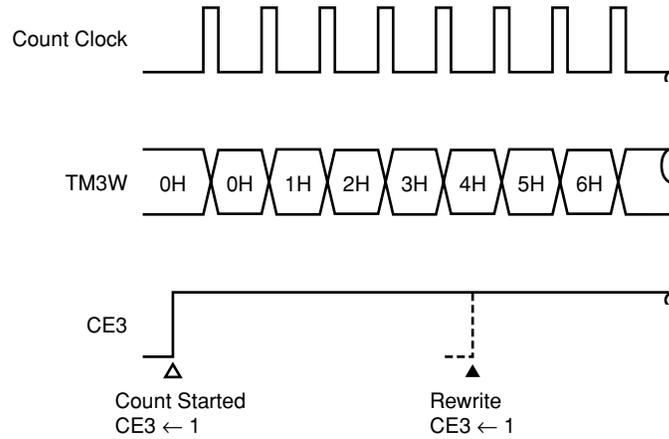 Count Clock
TM3W 0H 0H 1H 2H 3H 4H 5H 6H
CE3
Count Started Rewrite
CE3 ← 1 CE3 ← 1